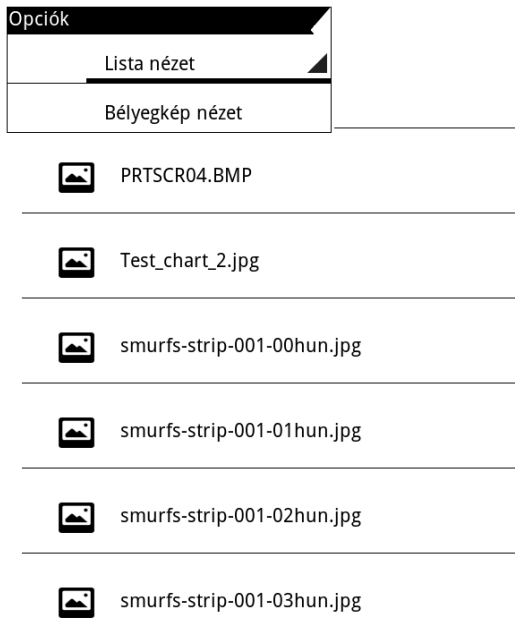 Opciók
Lista nézet
Bélyegkép nézet
PRTSCR04.BMP
Test_chart_2.jpg
smurfs-strip-001-00hun.jpg
smurfs-strip-001-01hun.jpg
smurfs-strip-001-02hun.jpg
smurfs-strip-001-03hun.jpg